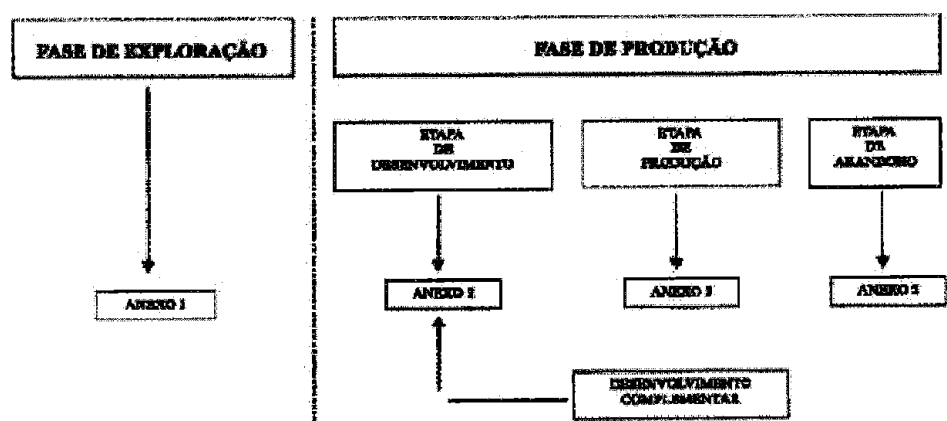 FASE DE EXPLORAÇÃO
FASE DE PRODUÇÃO
ETAPA
DE
DESENVOLVIMENTO
ETAPA
DE
PRODUÇÃO
ETAPA
DE
ABANDONO
ANEXO 1
ANEXO 2
ANEXO
ANEXO 2
DESENVOLVIMENTO
COMPLEMENTAR